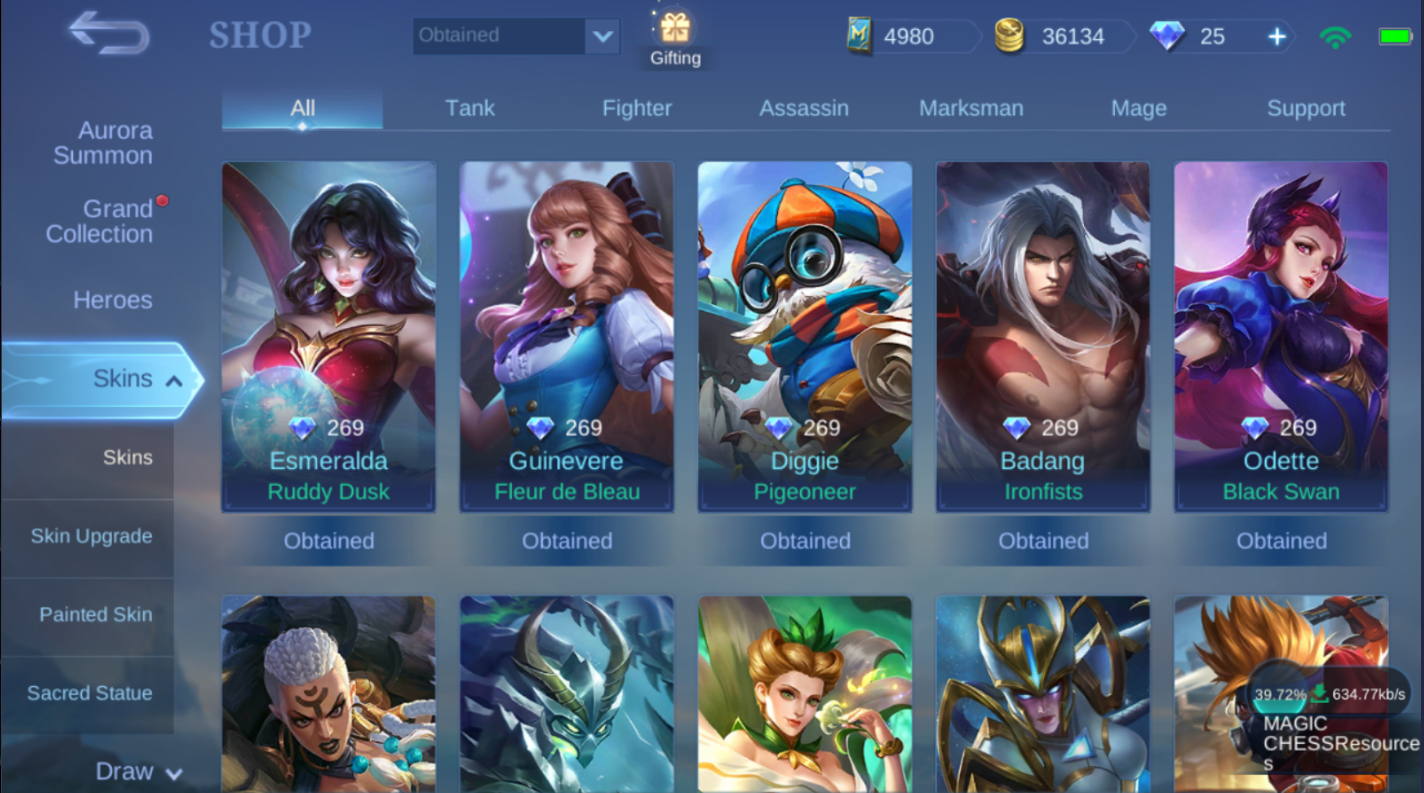 SHOP
Obtained
Gifting
4980
36134
25
All
Tank
Fighter
Assassin
Marksman
Mage
Support
Aurora
Summon
Grand
Collection
Heroes
Skins
Skins
Skin Upgrade
Painted Skin
Sacred Statue
Draw
269
Esmeralda
Ruddy Dusk
Obtained
269
Guinevere
Fleur de Bleau
Obtained
269
Diggie
Pigeoneer
Obtained
269
Badang
Ironfists
Obtained
269
Odette
Black Swan
Obtained
39.72% 634.77kb/s
MAGIC
CHESSResource
s